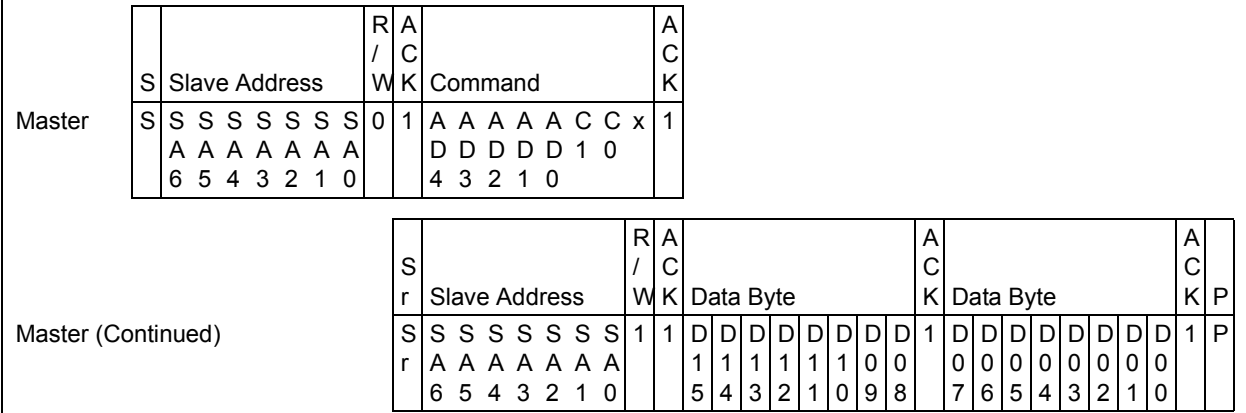 R A A
/ C C
S Slave Address W K Command K
Master S S S S S S S S 0 1 A A A A A C C x 1
A A A A A A A D D D D D 1 0
6 5 4 3 2 1 0 4 3 2 1 0
R A A A
S / C C C
r Slave Address W K Data Byte K Data Byte K P
Master (Continued) S S S S S S S S 1 1 D D D D D D D D 1 D D D D D D D D 1 P
r A A A A A A A 1 1 1 1 1 1 0 0 0 0 0 0 0 0 0 0
6 5 4 3 2 1 0 5 4 3 2 1 0 9 8 7 6 5 4 3 2 1 0